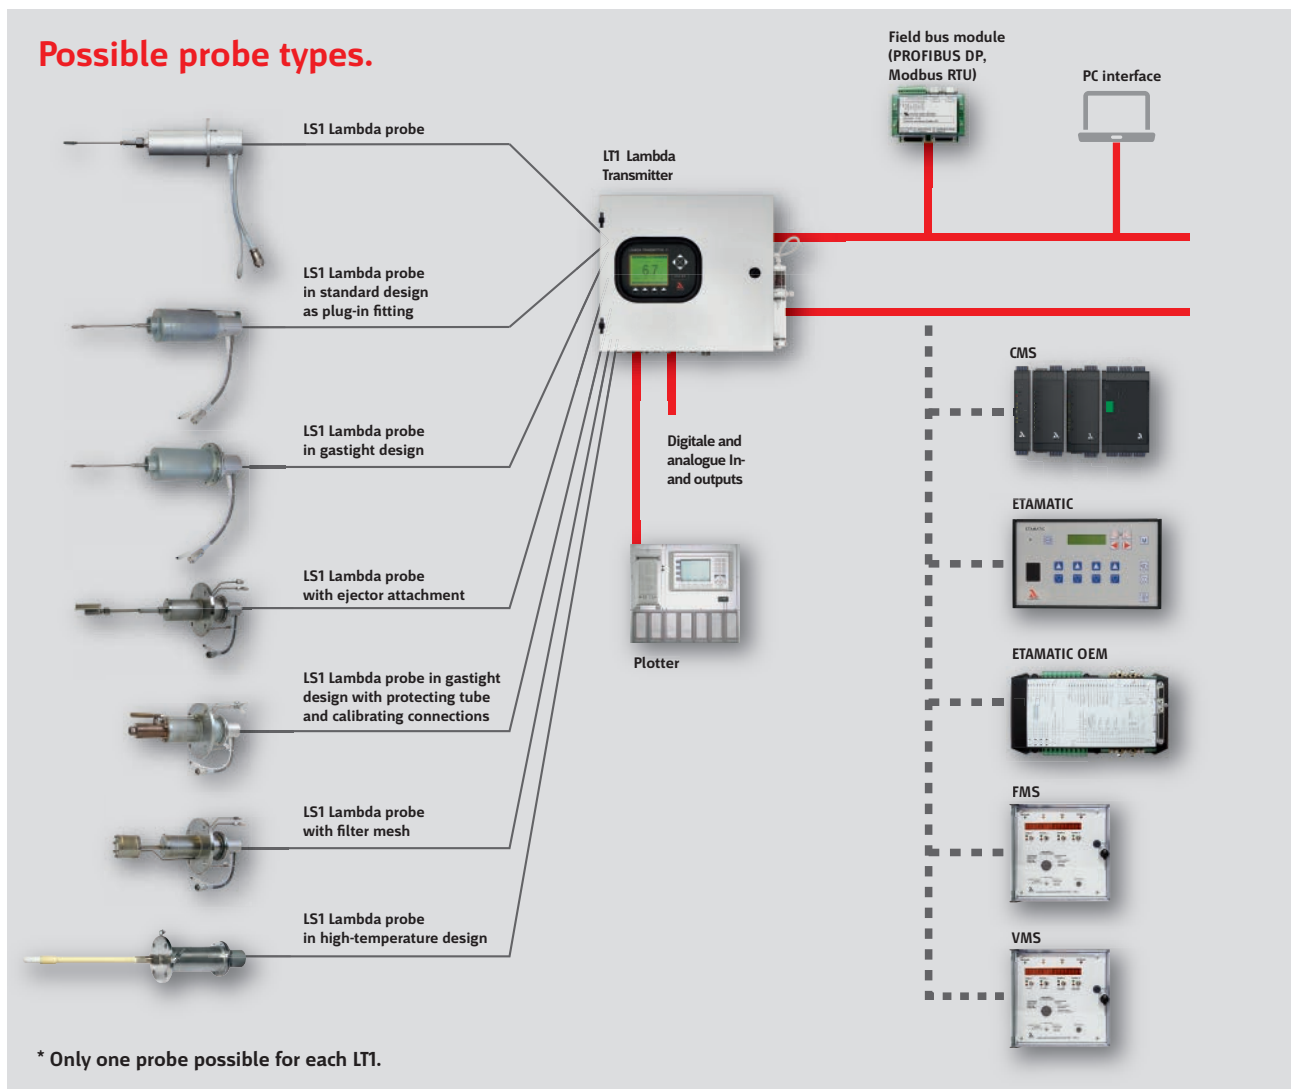 Possible probe types.
LS1 Lambda probe
LS1 Lambda probe
in standard design
as plug-in fitting
LS1 Lambda probe
in gastight design
LS1 Lambda probe
with ejector attachment
LS1 Lambda probe in gastight
design with protecting tube
and calibrating connections
LS1 Lambda probe
with filter mesh
LS1 Lambda probe
in high-temperature design
* Only one probe possible for each LT1.
LT1 Lambda
Transmitter
6.7
Digitale and
analogue In-
and outputs
Plotter
Field bus module
(PROFIBUS DP,
Modbus RTU)
PC interface
CMS
ETAMATIC
ETAMATIC
ETAMATIC OEM
FMS
VMS